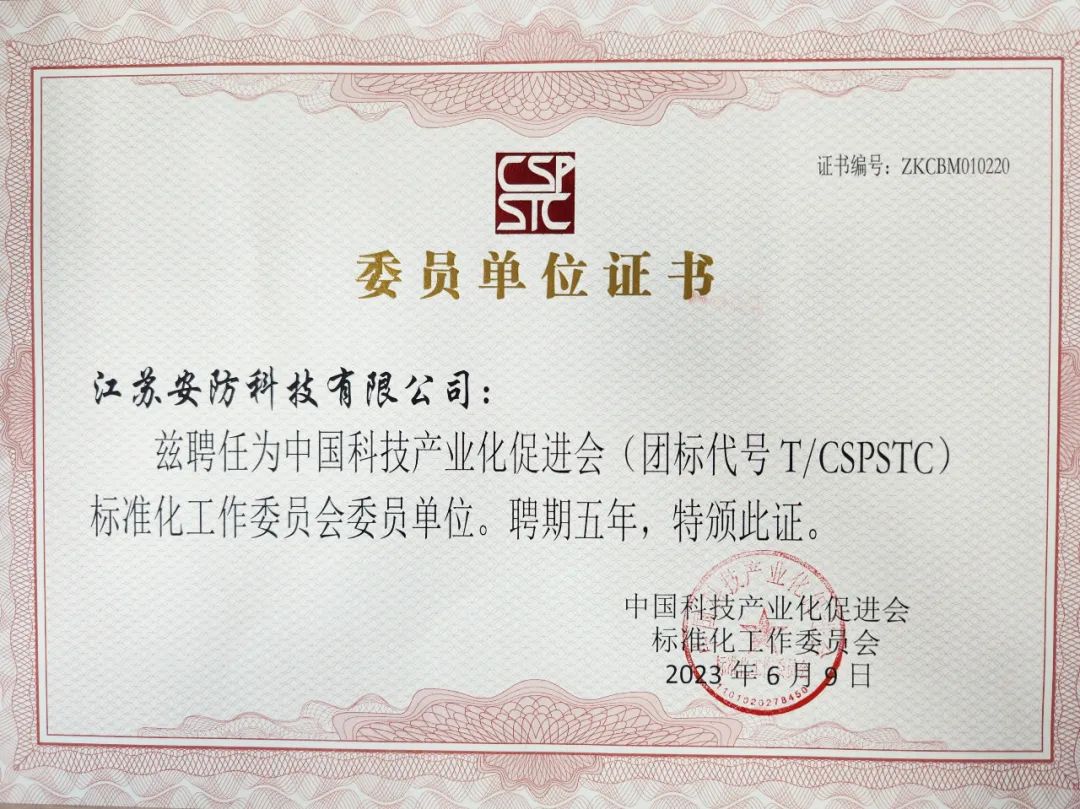 证书编号：ZKCBM010220
CSP
STC
委员单位证书
江苏安防科技有限公司：
兹聘任为中国科技产业化促进会（团标代号 T/CSPSTC）
标准化工作委员会委员单位。聘期五年，特颁此证。
中国科技产业化促进会
标准化工作委员会
2023 年 6 月 9 日
1101020278450